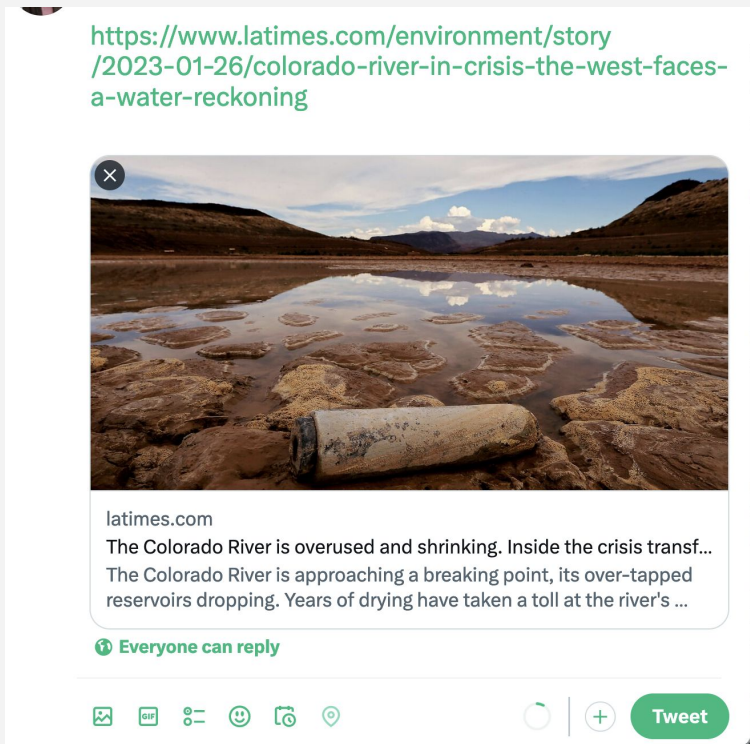 https://www.latimes.com/environment/story
/2023-01-26/colorado-river-in-crisis-the-west-faces-
a-water-reckoning
latimes.com
The Colorado River is overused and shrinking. Inside the crisis transf...
The Colorado River is approaching a breaking point, its over-tapped
reservoirs dropping. Years of drying have taken a toll at the river's ...
Everyone can reply
GIF
Tweet